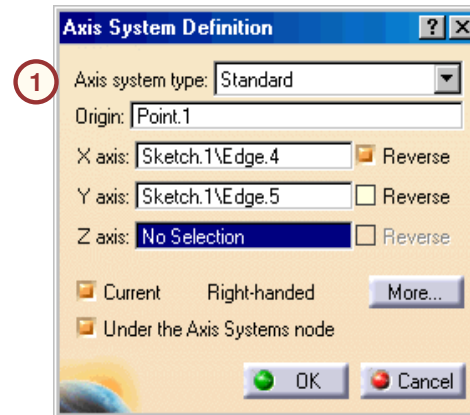 Axis System Definition
1 Axis system type: Standard
Origin: Point.1
X axis: Sketch.1\Edge.4 Reverse
Y axis: Sketch.1\Edge.5 Reverse
Z axis: No Selection Reverse
Current Right-handed More...
Under the Axis Systems node
OK Cancel